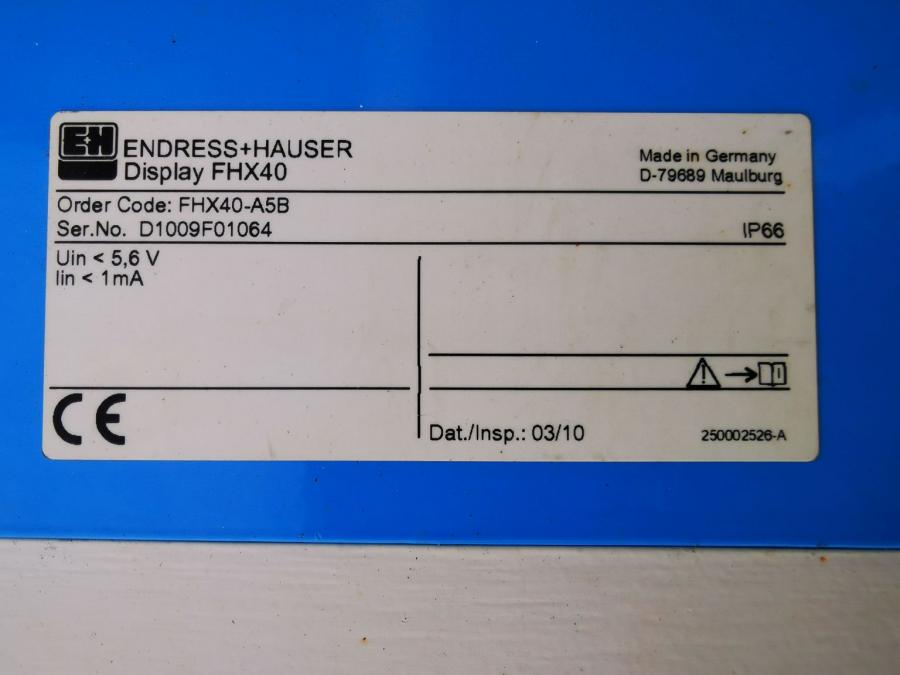 E+H
ENDRESS+HAUSER
Display FHX40
Made in Germany
D-79689 Maulburg
Order Code: FHX40-A5B
Ser.No. D1009F01064
IP66
Uin < 5,6 V
Iin < 1mA
CE
Dat./Insp.: 03/10
250002526-A